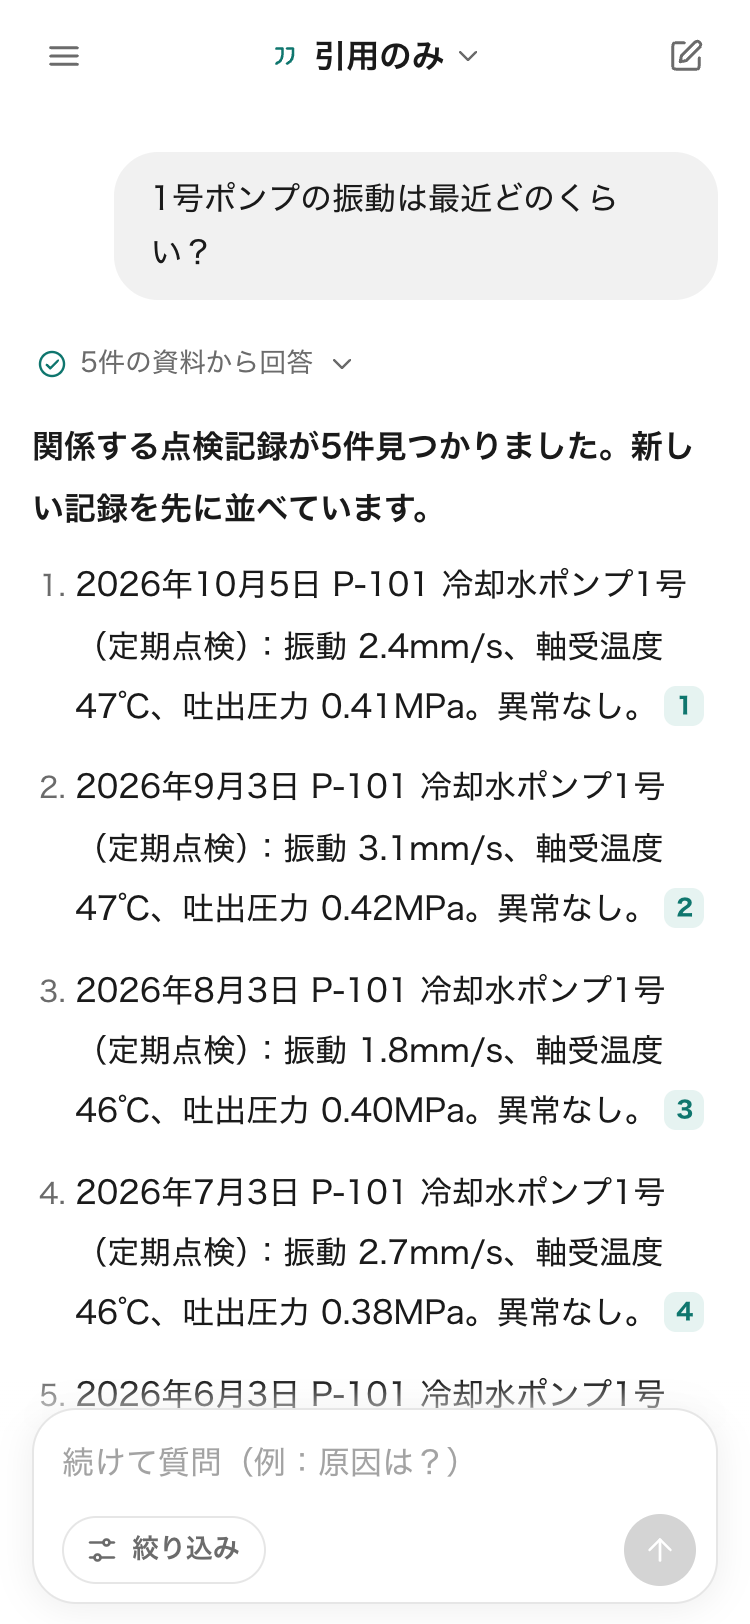 引用のみ
1号ポンプの振動は最近どのくら
い？
5件の資料から回答
関係する点検記録が5件見つかりました。新し
い記録を先に並べています。
1. 2026年10月5日 P-101 冷却水ポンプ1号
（定期点検）：振動 2.4mm/s、軸受温度
47℃、吐出圧力 0.41MPa。異常なし。 1
2. 2026年9月3日 P-101 冷却水ポンプ1号
（定期点検）：振動 3.1mm/s、軸受温度
47℃、吐出圧力 0.42MPa。異常なし。 2
3. 2026年8月3日 P-101 冷却水ポンプ1号
（定期点検）：振動 1.8mm/s、軸受温度
46℃、吐出圧力 0.40MPa。異常なし。 3
4. 2026年7月3日 P-101 冷却水ポンプ1号
（定期点検）：振動 2.7mm/s、軸受温度
46℃、吐出圧力 0.38MPa。異常なし。 4
5. 2026年6月3日 P-101 冷却水ポンプ1号
続けて質問（例：原因は？）
絞り込み